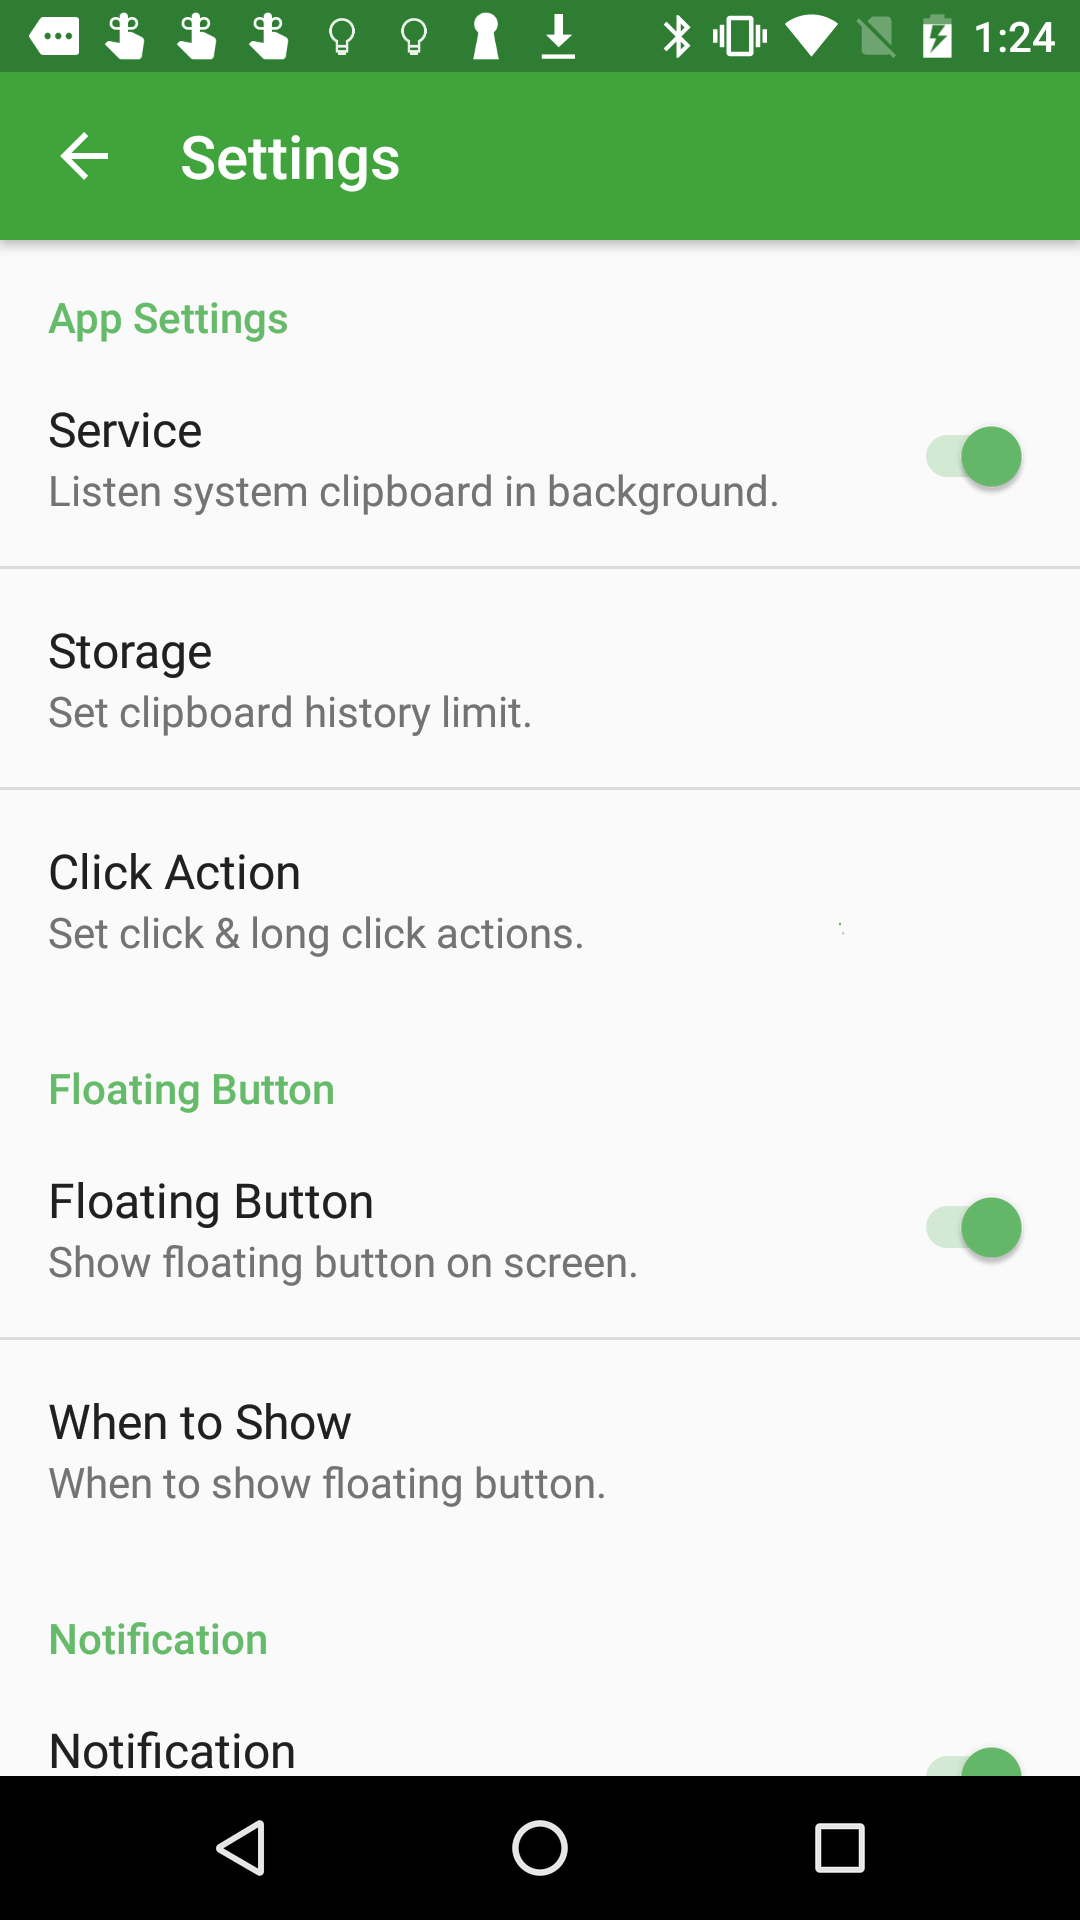 1:24
Settings
App Settings
Service
Listen system clipboard in background.
Storage
Set clipboard history limit.
Click Action
Set click & long click actions.
Floating Button
Floating Button
Show floating button on screen.
When to Show
When to show floating button.
Notification
Notification